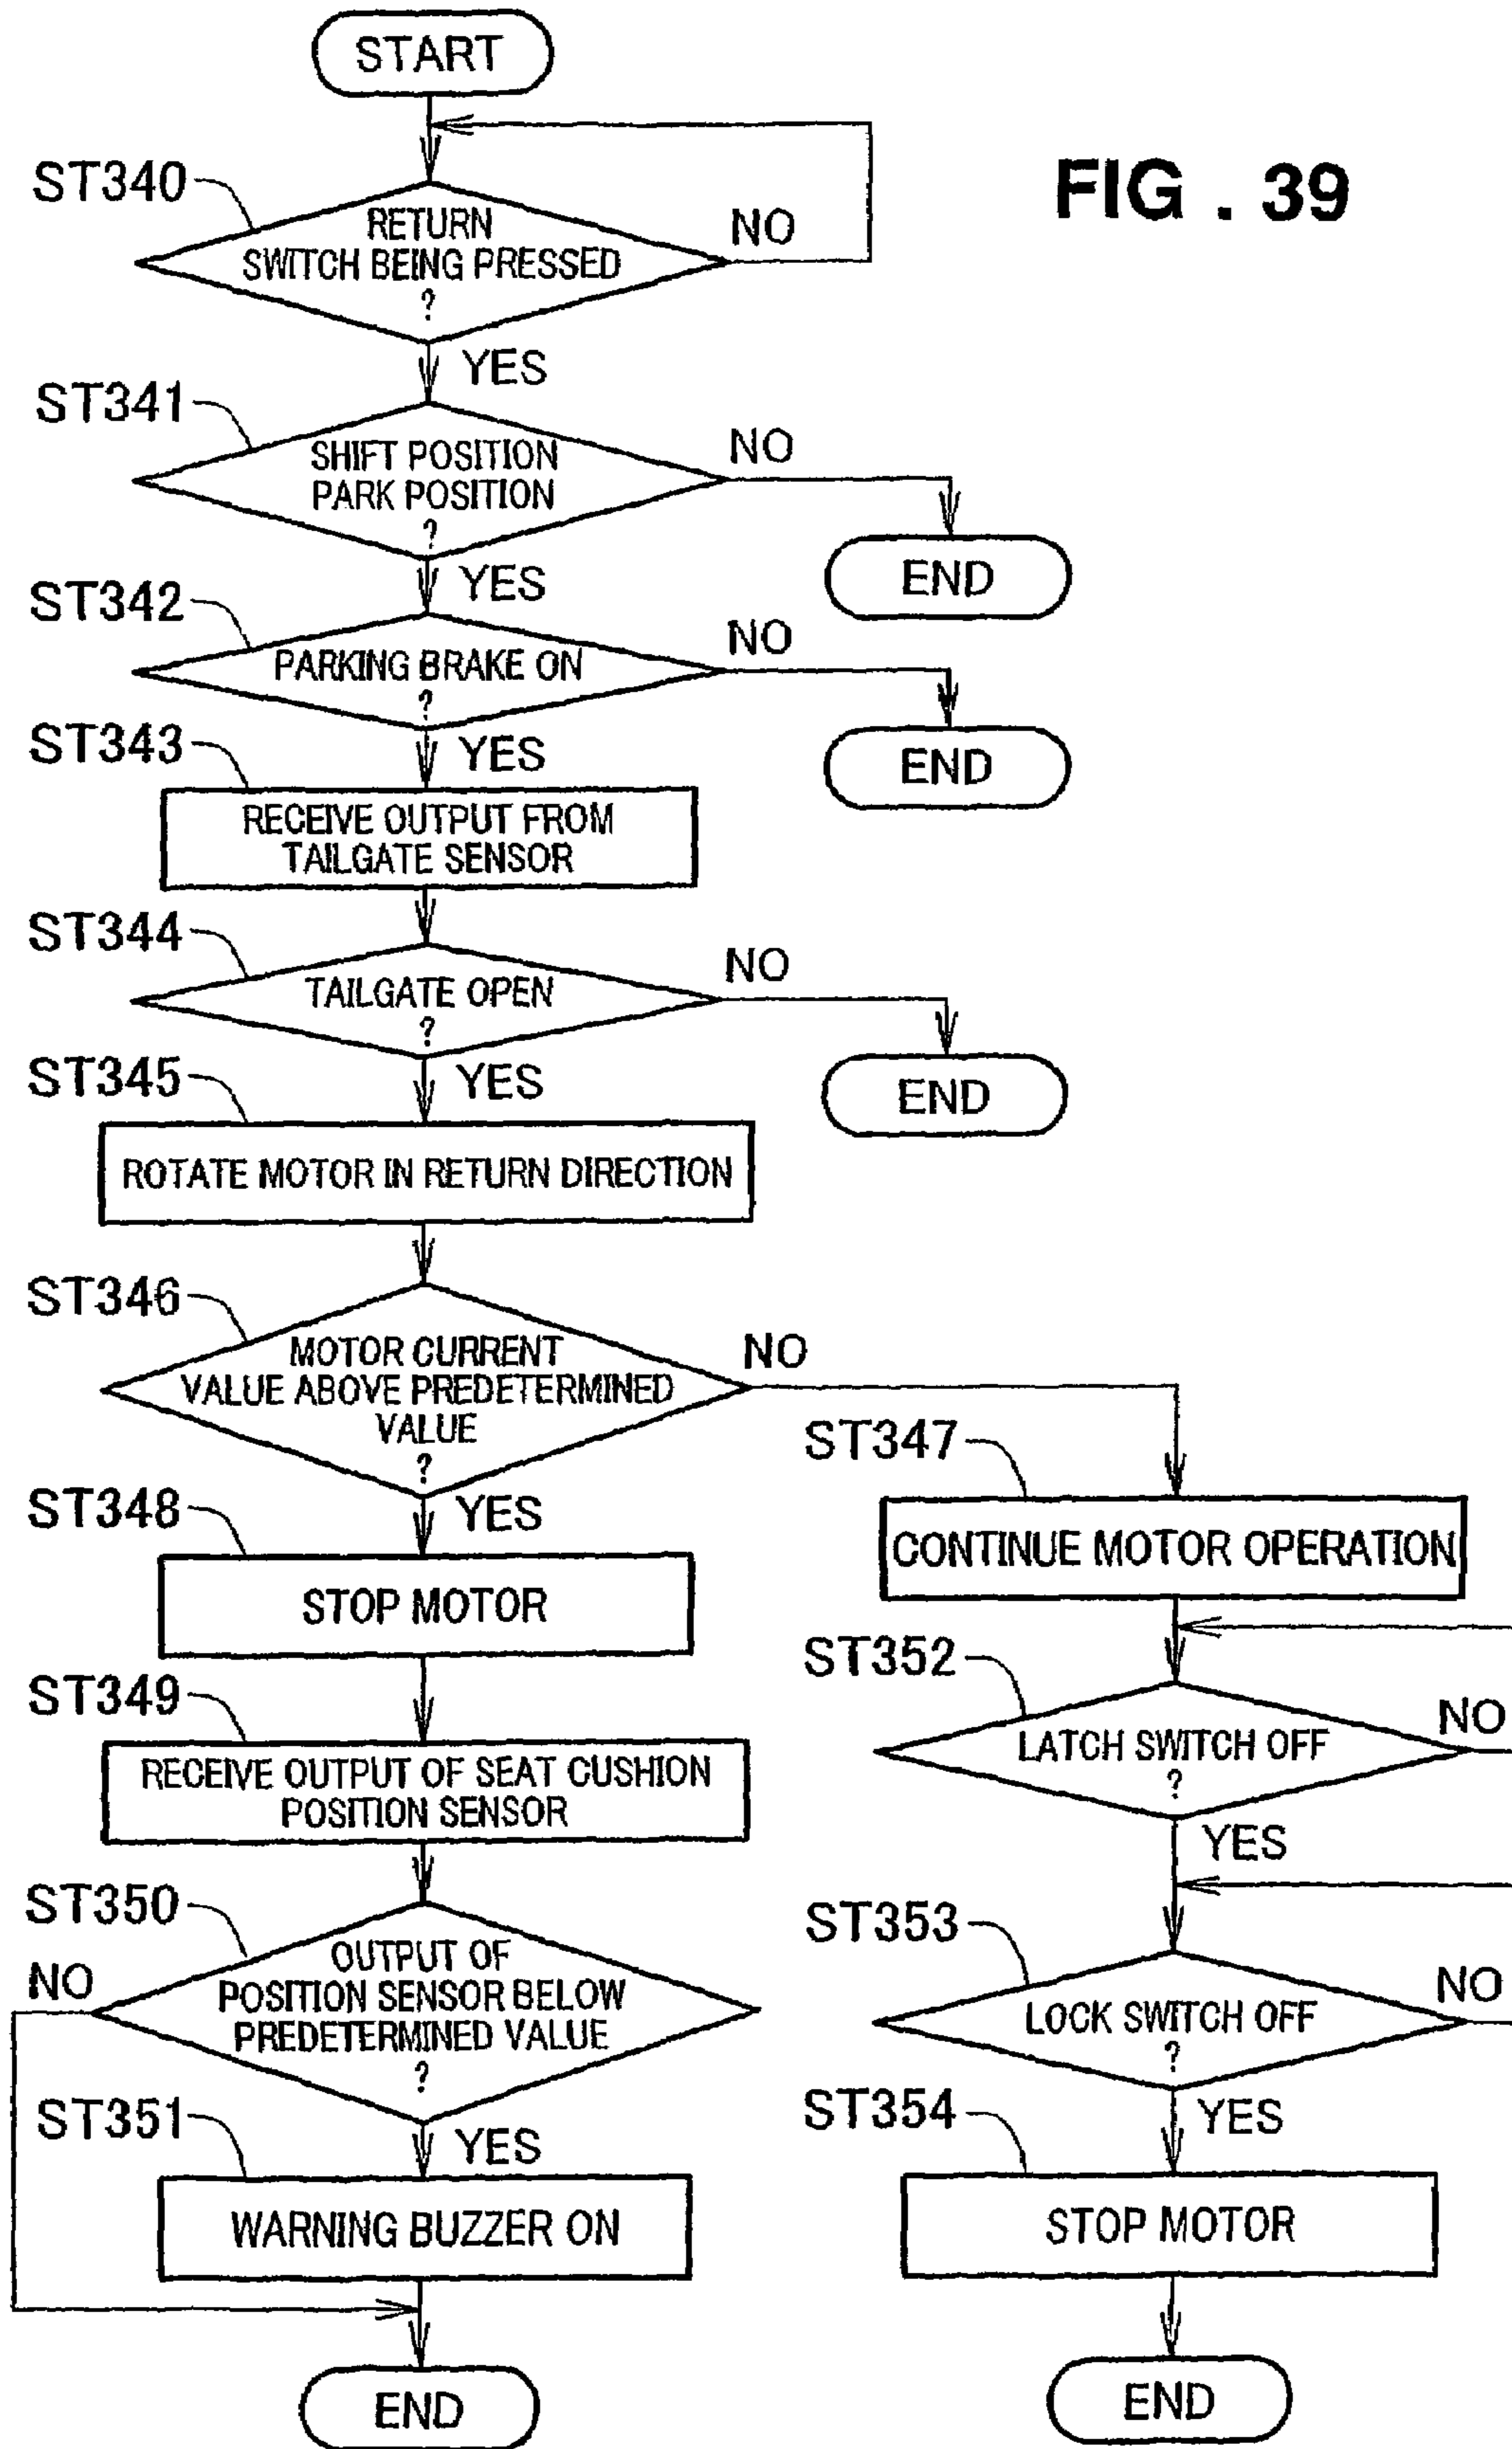 START
FIG . 39
ST340
RETURN
SWITCH BEING PRESSED
?
NO
YES
ST341
SHIFT POSITION
PARK POSITION
?
NO
END
YES
ST342
PARKING BRAKE ON
?
NO
END
YES
ST343
RECEIVE OUTPUT FROM
TAILGATE SENSOR
ST344
TAILGATE OPEN
?
NO
END
YES
ST345
ROTATE MOTOR IN RETURN DIRECTION
ST346
MOTOR CURRENT
VALUE ABOVE PREDETERMINED
VALUE
?
NO
YES
ST348
STOP MOTOR
ST349
RECEIVE OUTPUT OF SEAT CUSHION
POSITION SENSOR
ST350
OUTPUT OF
POSITION SENSOR BELOW
PREDETERMINED VALUE
?
NO
YES
ST351
WARNING BUZZER ON
END
ST347
CONTINUE MOTOR OPERATION
ST352
LATCH SWITCH OFF
?
NO
YES
ST353
LOCK SWITCH OFF
?
NO
YES
ST354
STOP MOTOR
END